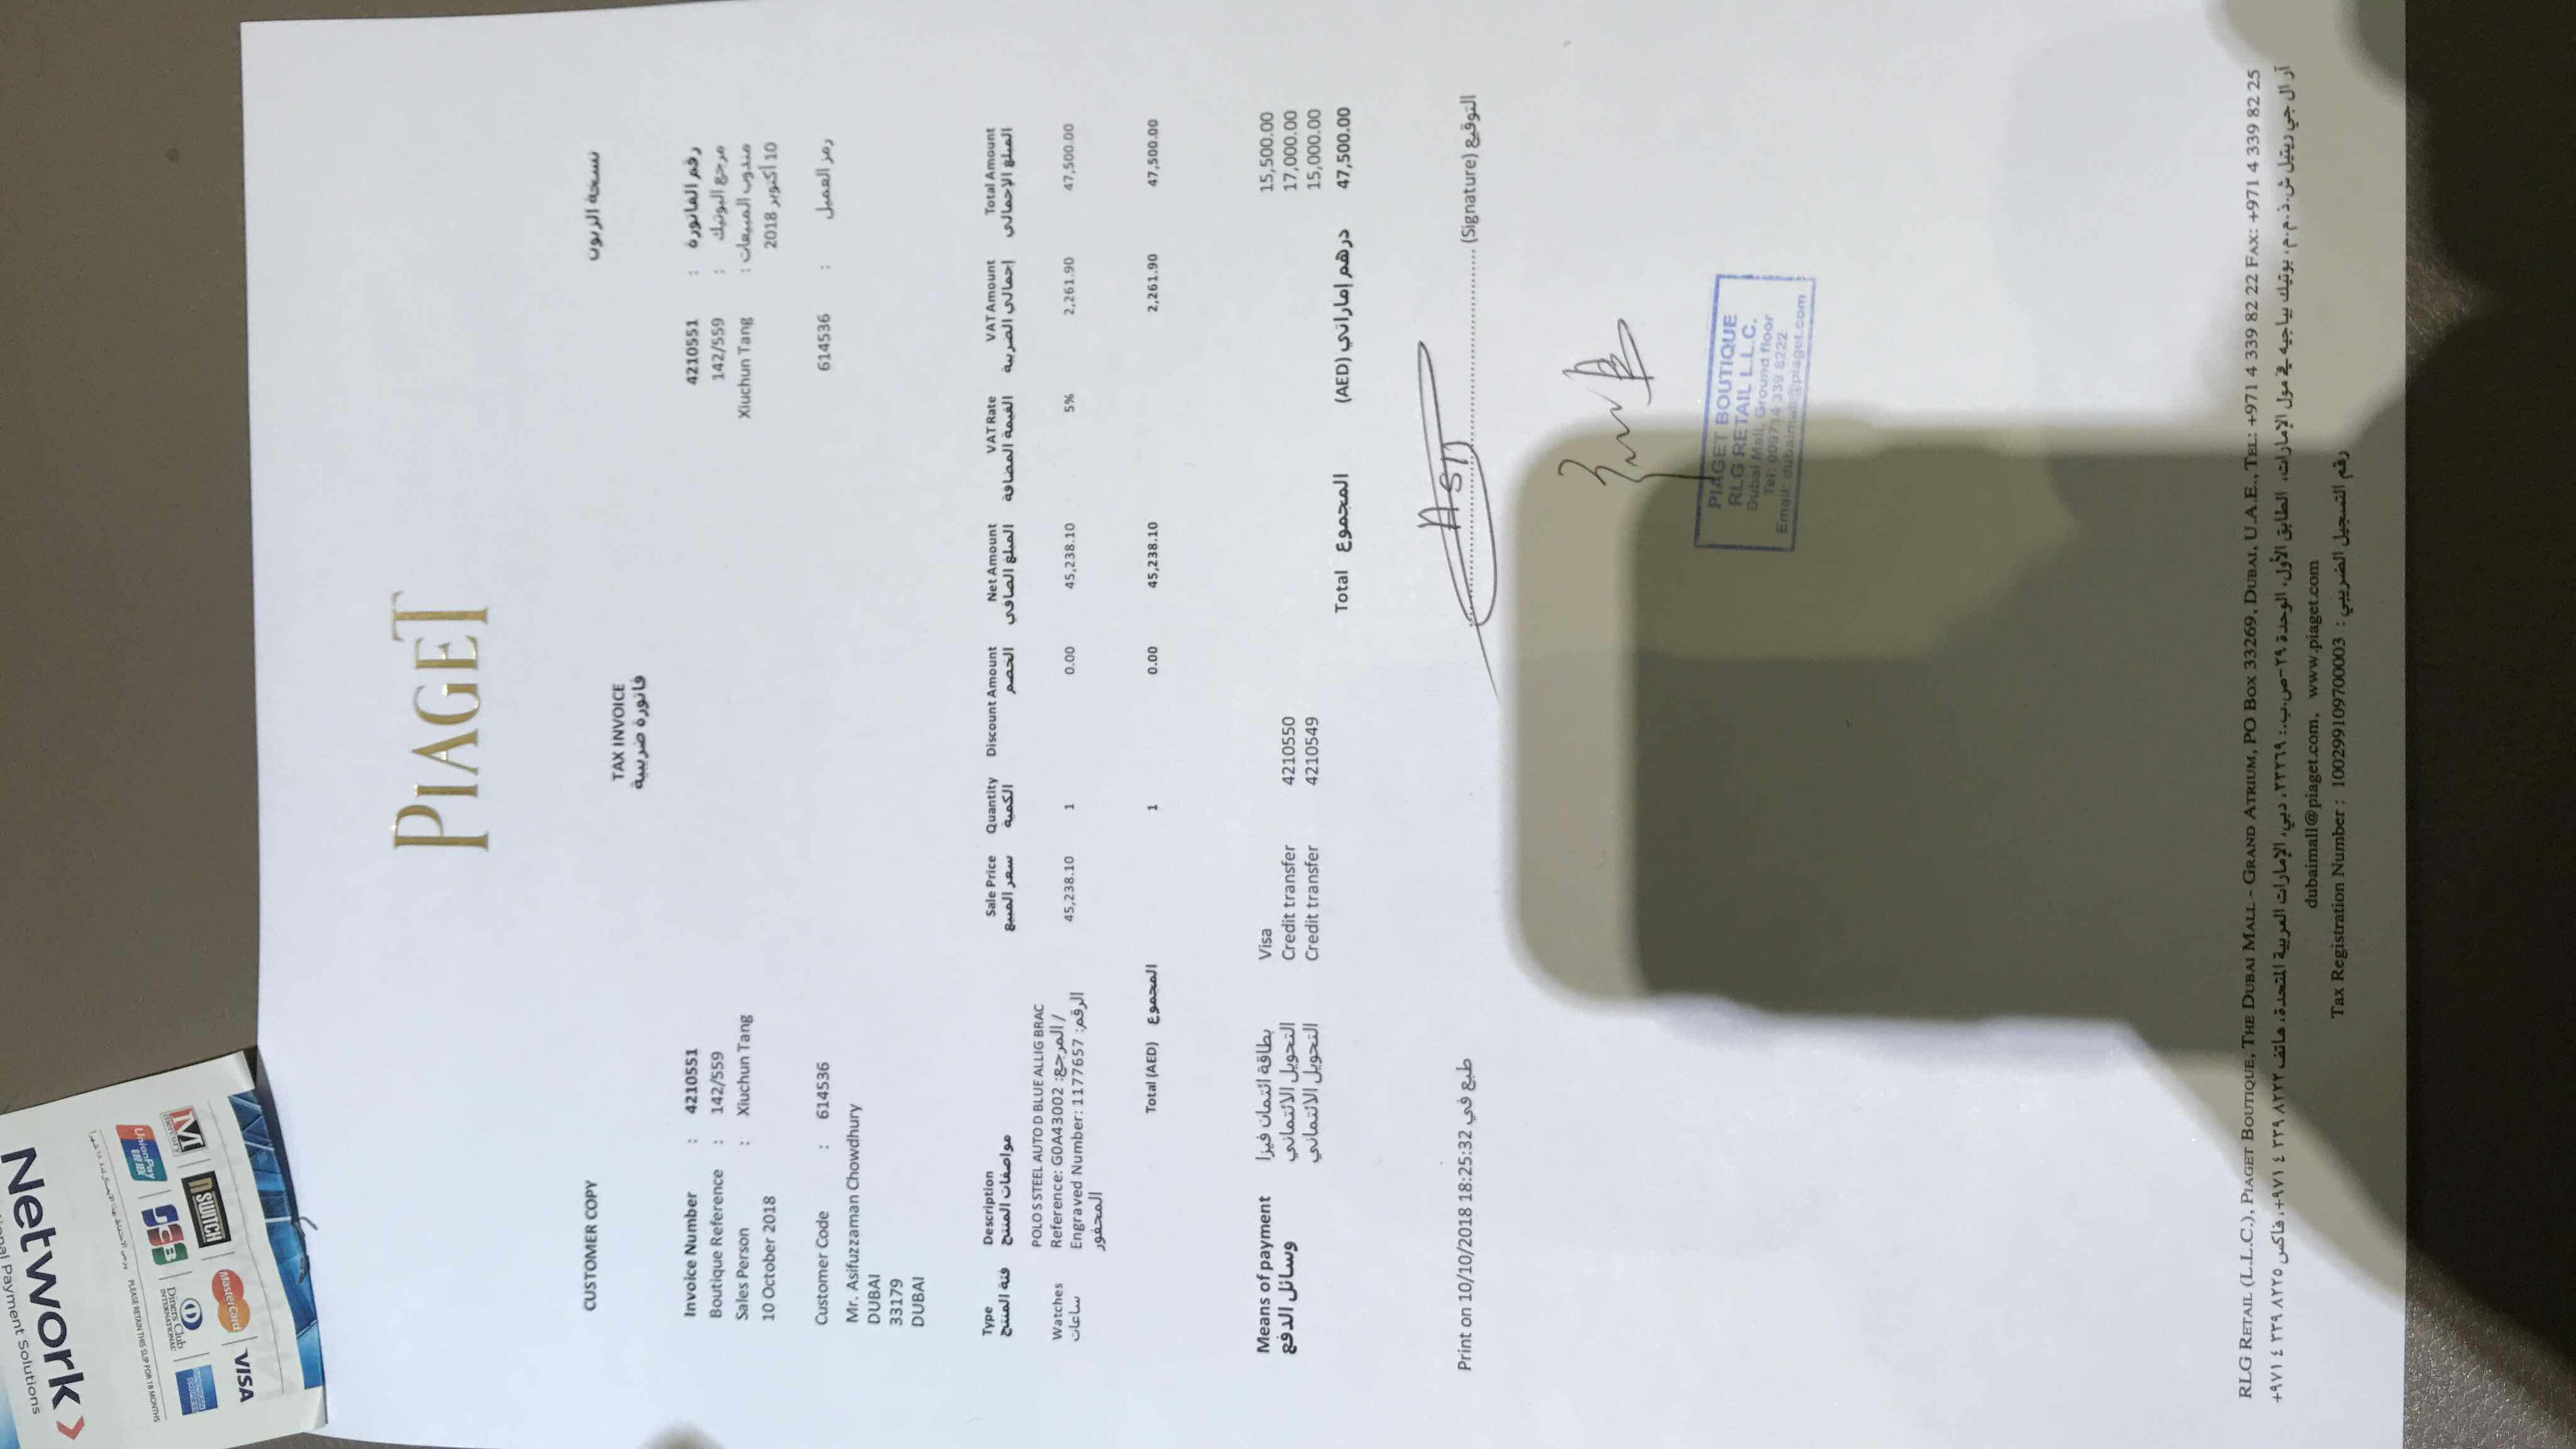 Network
Payment Solutions
PLEASE RETAIN THIS SLIP FOR 18 MONTHS
UnionPay
JCB
Diners Club
INTERNATIONAL
AMERICAN EXPRESS
mercury
SWITCH
MasterCard
VISA
PIAGET
CUSTOMER COPY نسخة الزبون
TAX INVOICE
فاتورة ضريبية
Invoice Number : 4210551 4210551 : رقم الفاتورة
Boutique Reference : 142/559 142/559 : مرجع البوتيك
Sales Person : Xiuchun Tang Xiuchun Tang : مندوب المبيعات
10 October 2018 10 أكتوبر 2018
Customer Code : 614536 614536 : رمز العميل
Mr. Asifuzzaman Chowdhury
DUBAI
33179
DUBAI
Type Description Sale Price Quantity Discount Amount Net Amount VAT Rate VAT Amount Total Amount
فئة المنتج مواصفات المنتج سعر المبيع الكمية الخصم المبلغ الصافي القيمة المضافة إجمالي الضريبة المبلغ الإجمالي
POLO S STEEL AUTO D BLUE ALLIG BRAC
Watches Reference: G0A43002 :المرجع / 45,238.10 1 0.00 45,238.10 5% 2,261.90 47,500.00
ساعات Engraved Number: 1177657 :الرقم
المحفور
Total (AED) المجموع 1 0.00 45,238.10 2,261.90 47,500.00
Means of payment بطاقة ائتمان فيزا Visa 15,500.00
وسائل الدفع التحويل الائتماني Credit transfer 4210550 17,000.00
التحويل الائتماني Credit transfer 4210549 15,000.00
Total المجموع (AED) درهم إماراتي 47,500.00
Print on 10/10/2018 18:25:32 طبع في
(Signature) التوقيع
PIAGET BOUTIQUE
RLG RETAIL L.L.C.
Dubai Mall, Ground floor
Tel: 009714 339 8222
Email: dubaimall@piaget.com
RLG RETAIL (L.L.C.), PIAGET BOUTIQUE, THE DUBAI MALL - GRAND ATRIUM, PO BOX 33269, DUBAI, U.A.E., TEL: +971 4 339 82 22 FAX: +971 4 339 82 25
آر ال جي ريتيل ش.ذ.م.م، بوتيك بياجيه في مول الإمارات، الطابق الأول، الوحدة ٢٩-ص.ب.: ٣٣٢٦٩، دبي، الإمارات العربية المتحدة، هاتف ٨٢٢٢ ٣٣٩ ٤ ٩٧١+، فاكس ٨٢٢٥ ٣٣٩ ٤ ٩٧١+
dubaimall@piaget.com, www.piaget.com
Tax Registration Number : 100299109700003 : رقم التسجيل الضريبي